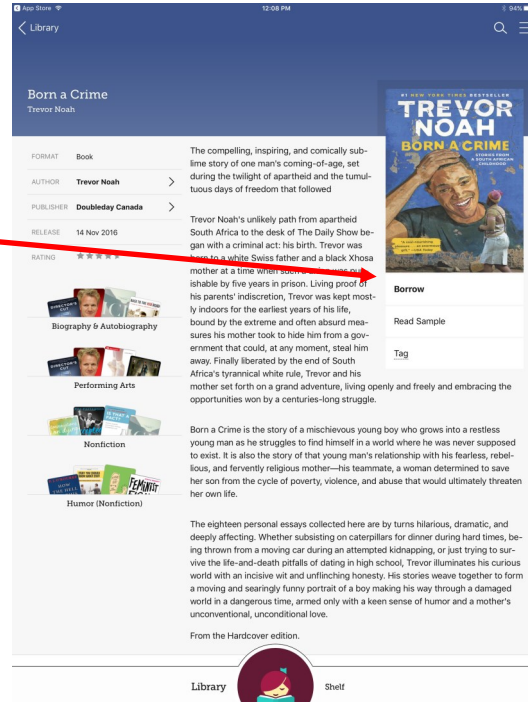 App Store
12:08 PM
94%
Library
Born a Crime
Trevor Noah
#1 NEW YORK TIMES BESTSELLER
TREVOR
NOAH
BORN A CRIME
STORIES FROM
A SOUTH AFRICAN
CHILDHOOD
FORMAT Book
AUTHOR Trevor Noah
PUBLISHER Doubleday Canada
RELEASE 14 Nov 2016
RATING
DIRECTOR'S
CUT
Biography & Autobiography
DIRECTOR'S
CUT
Performing Arts
IS THAT A
FACT?
Nonfiction
HOW
THE HELL
FEMINIST
Humor (Nonfiction)
The compelling, inspiring, and comically sub-
lime story of one man's coming-of-age, set
during the twilight of apartheid and the tumul-
tuous days of freedom that followed
Trevor Noah's unlikely path from apartheid
South Africa to the desk of The Daily Show be-
gan with a criminal act: his birth. Trevor was
born to a white Swiss father and a black Xhosa
mother at a time when such a union was pun-
ishable by five years in prison. Living proof of
his parents' indiscretion, Trevor was kept most-
ly indoors for the earliest years of his life,
bound by the extreme and often absurd mea-
sures his mother took to hide him from a gov-
ernment that could, at any moment, steal him
away. Finally liberated by the end of South
Africa's tyrannical white rule, Trevor and his
mother set forth on a grand adventure, living openly and freely and embracing the
opportunities won by a centuries-long struggle.
Born a Crime is the story of a mischievous young boy who grows into a restless
young man as he struggles to find himself in a world where he was never supposed
to exist. It is also the story of that young man's relationship with his fearless, rebel-
lious, and fervently religious mother—his teammate, a woman determined to save
her son from the cycle of poverty, violence, and abuse that would ultimately threaten
her own life.
The eighteen personal essays collected here are by turns hilarious, dramatic, and
deeply affecting. Whether subsisting on caterpillars for dinner during hard times, be-
ing thrown from a moving car during an attempted kidnapping, or just trying to sur-
vive the life-and-death pitfalls of dating in high school, Trevor illuminates his curious
world with an incisive wit and unflinching honesty. His stories weave together to form
a moving and searingly funny portrait of a boy making his way through a damaged
world in a dangerous time, armed only with a keen sense of humor and a mother's
unconventional, unconditional love.
From the Hardcover edition.
Borrow
Read Sample
Tag
Library
Shelf